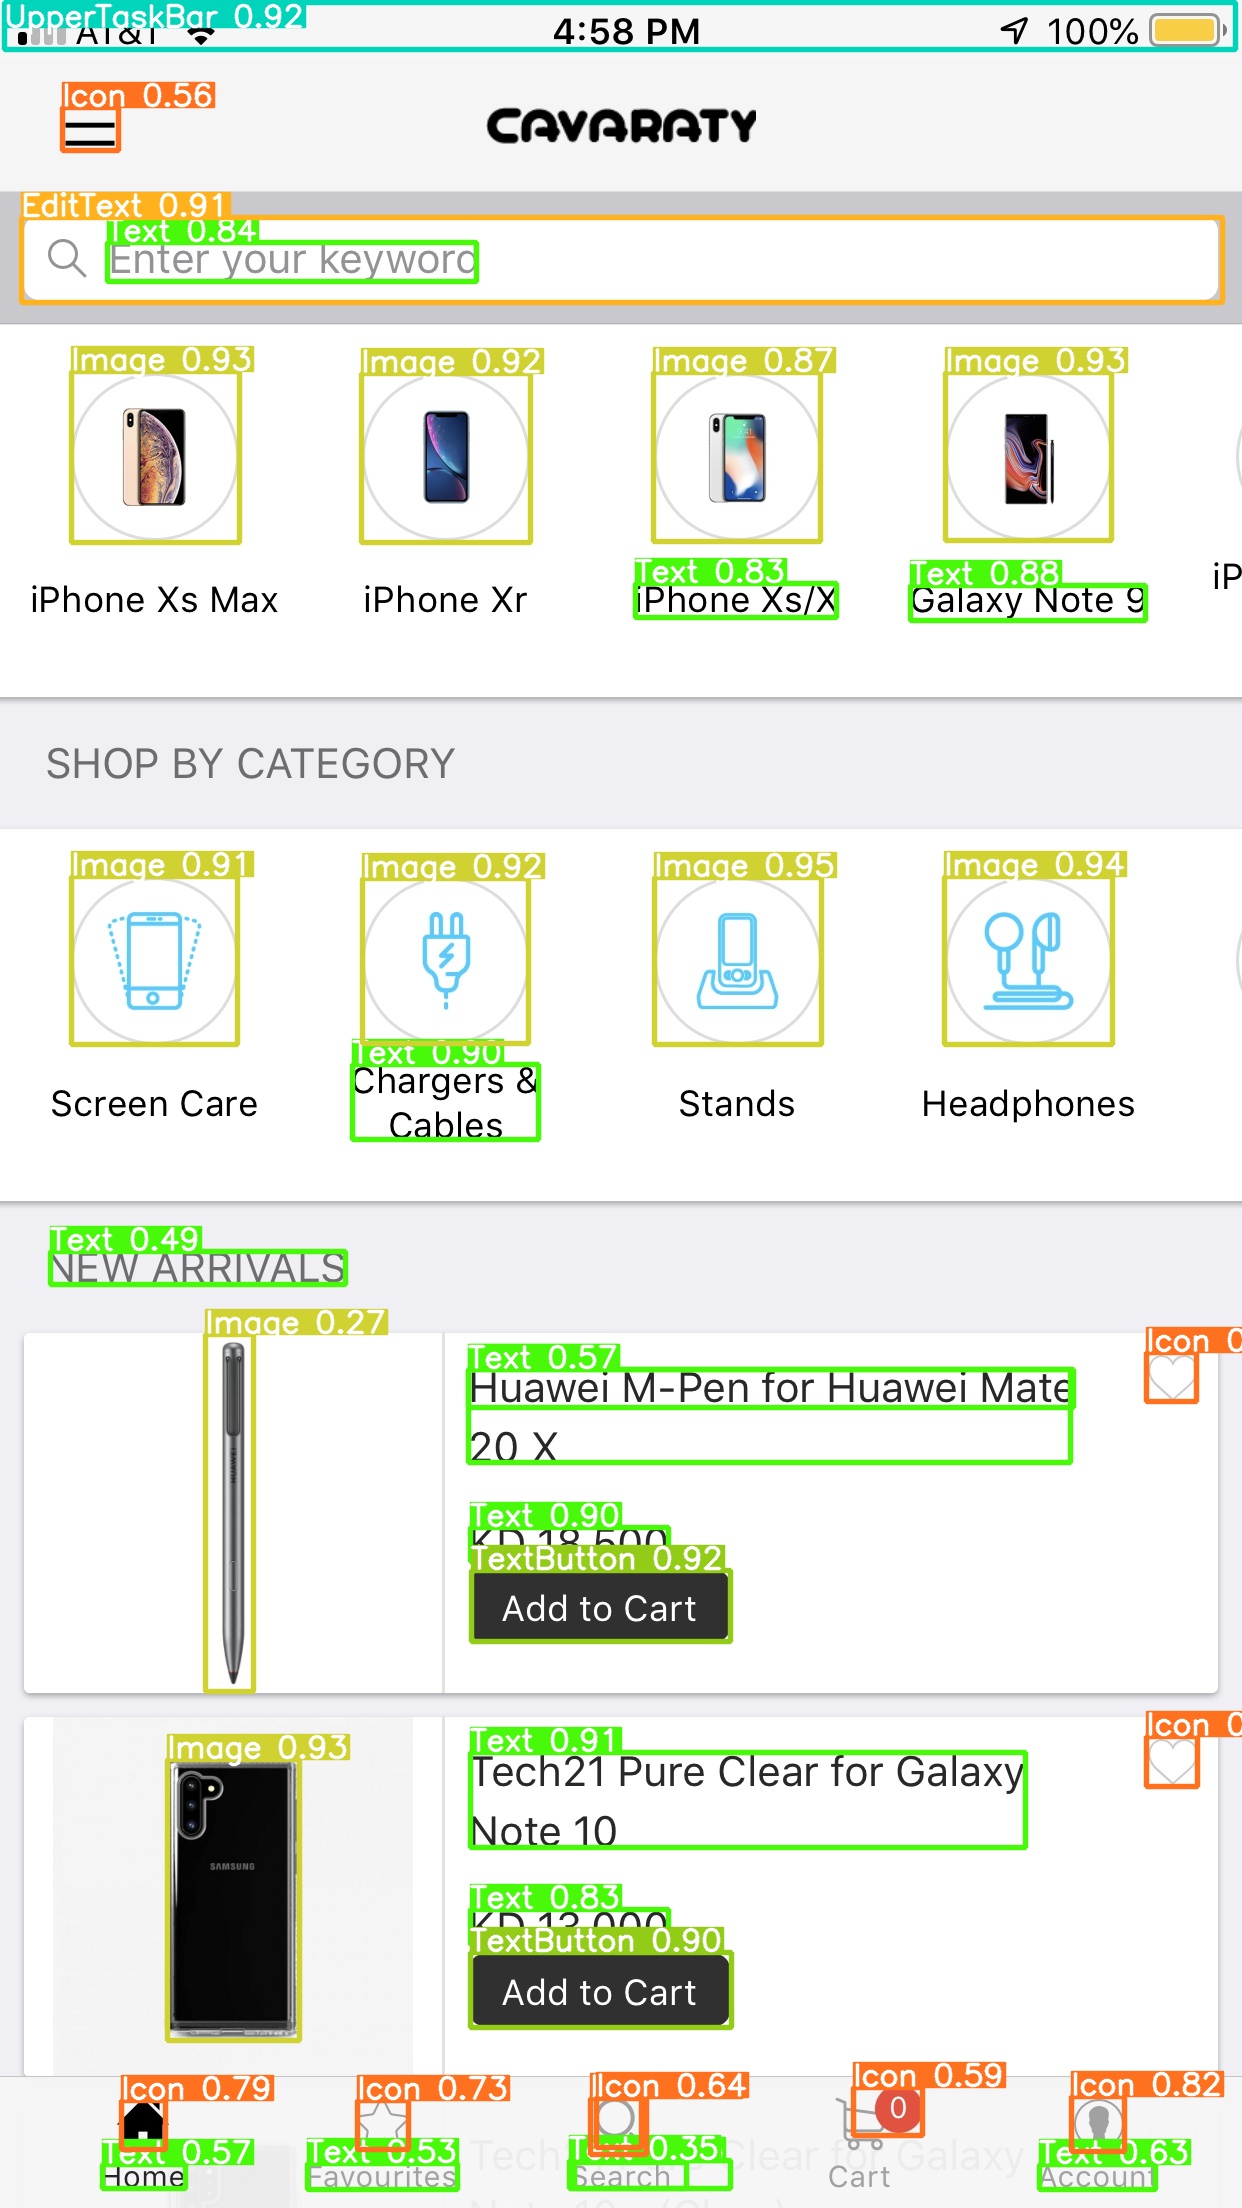 UpperTaskBar 0.92
AT&T 4:58 PM 100%
Icon 0.56
CAVARATY
EditText 0.91
Text 0.84
Enter your keyword
Image 0.93 Image 0.92 Image 0.87 Image 0.93
Text 0.83 Text 0.88
iPhone Xs Max iPhone Xr iPhone Xs/X Galaxy Note 9 iP
SHOP BY CATEGORY
Image 0.91 Image 0.92 Image 0.95 Image 0.94
Text 0.90
Screen Care Chargers & Stands Headphones
Cables
Text 0.49
NEW ARRIVALS
Image 0.27
Text 0.57 Icon 0
Huawei M-Pen for Huawei Mate
20 X
HUAWEI
Text 0.90
KD 18.500
TextButton 0.92
Add to Cart
Image 0.93
Text 0.91 Icon 0
Tech21 Pure Clear for Galaxy
Note 10
SAMSUNG
Text 0.83
KD 13.000
TextButton 0.90
Add to Cart
Icon 0.79 Icon 0.73 Icon 0.64 Icon 0.59 Icon 0.82
0
Text 0.57 Text 0.53 Text 0.35 Text 0.63
Tech Clear for Galaxy
Home Favourites Search Cart Account